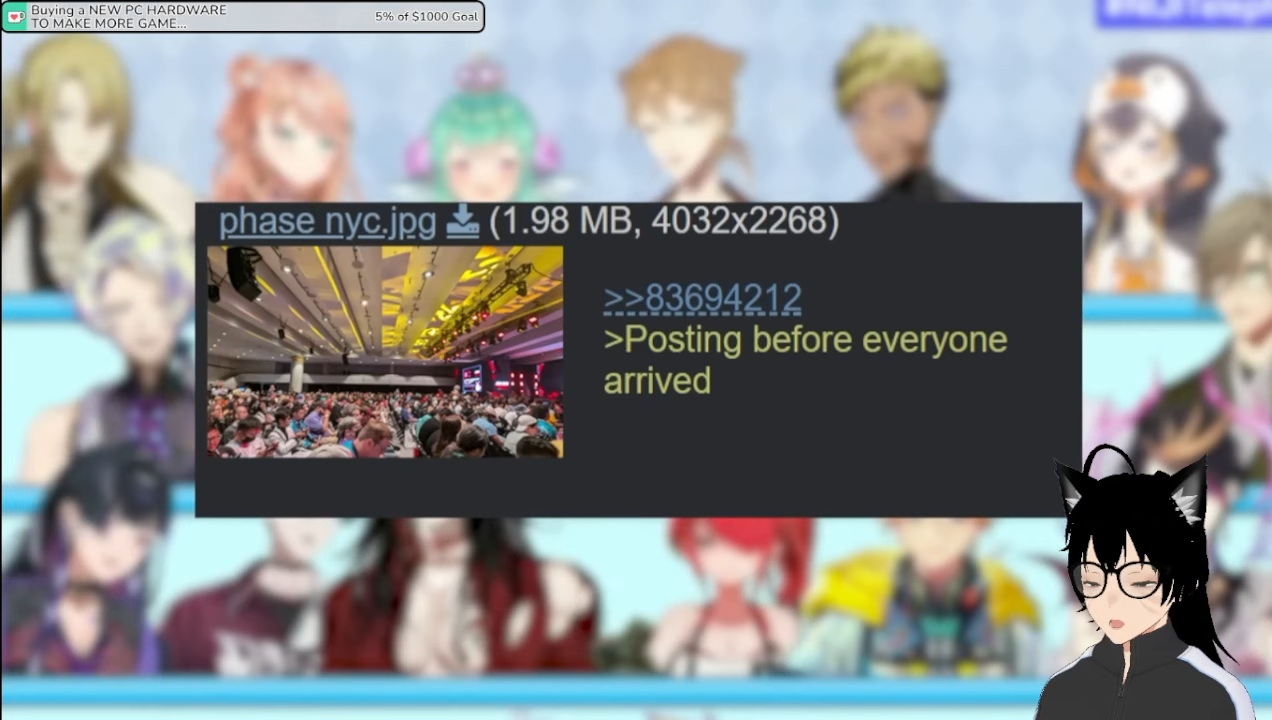 Buying a NEW PC HARDWARE
TO MAKE MORE GAME...
5% of $1000 Goal
phase nyc.jpg (1.98 MB, 4032x2268)
>>83694212
>Posting before everyone
arrived